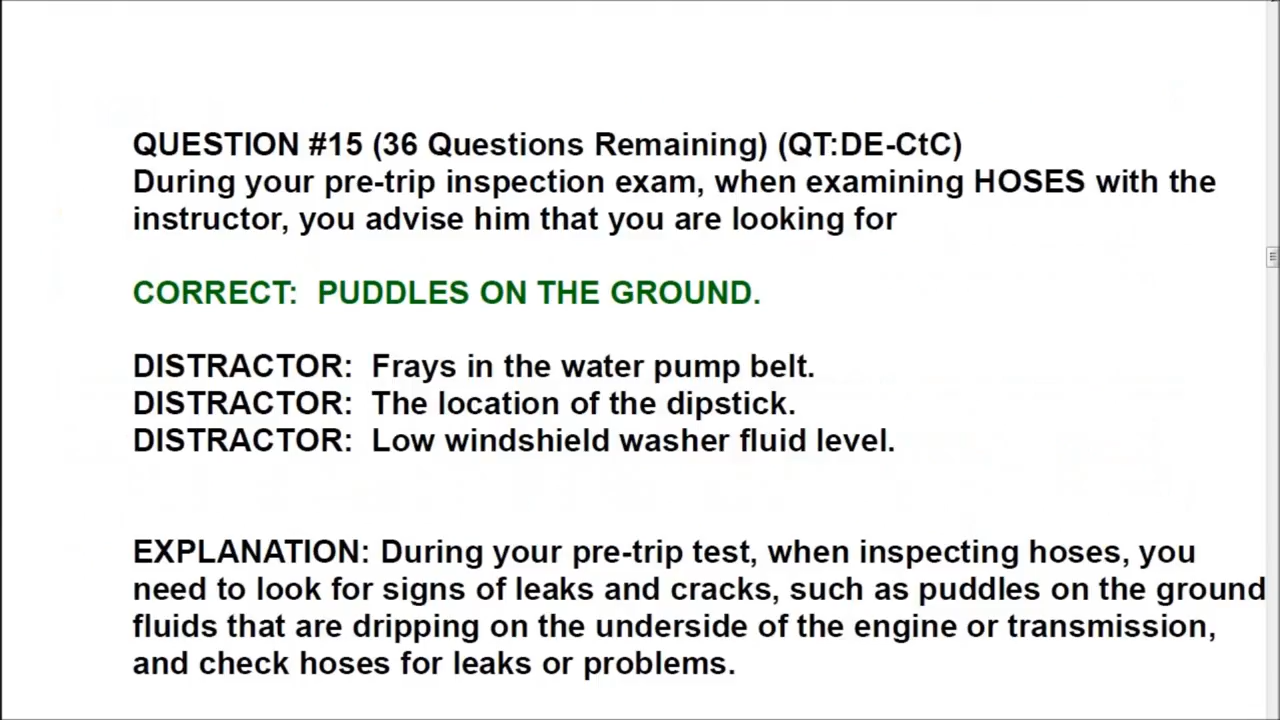 QUESTION #15 (36 Questions Remaining) (QT:DE-CtC)
During your pre-trip inspection exam, when examining HOSES with the
instructor, you advise him that you are looking for
CORRECT:  PUDDLES ON THE GROUND.
DISTRACTOR:  Frays in the water pump belt.
DISTRACTOR:  The location of the dipstick.
DISTRACTOR:  Low windshield washer fluid level.
EXPLANATION: During your pre-trip test, when inspecting hoses, you
need to look for signs of leaks and cracks, such as puddles on the ground
fluids that are dripping on the underside of the engine or transmission,
and check hoses for leaks or problems.